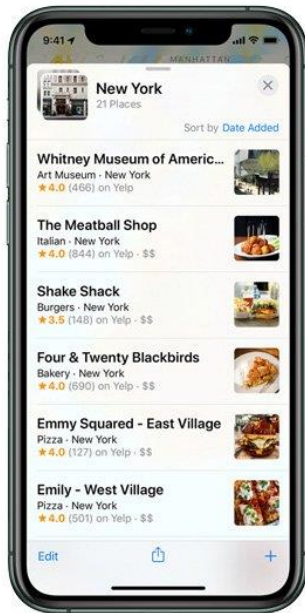 9:41
MANHATTAN
New York
21 Places
Sort by Date Added
Whitney Museum of Americ...
Art Museum · New York
★4.0 (466) on Yelp
The Meatball Shop
Italian · New York
★4.0 (844) on Yelp · $$
Shake Shack
Burgers · New York
★3.5 (148) on Yelp · $$
Four & Twenty Blackbirds
Bakery · New York
★4.0 (690) on Yelp · $$
Emmy Squared - East Village
Pizza · New York
★4.0 (127) on Yelp · $$
Emily - West Village
Pizza · New York
★4.0 (501) on Yelp · $$
Edit